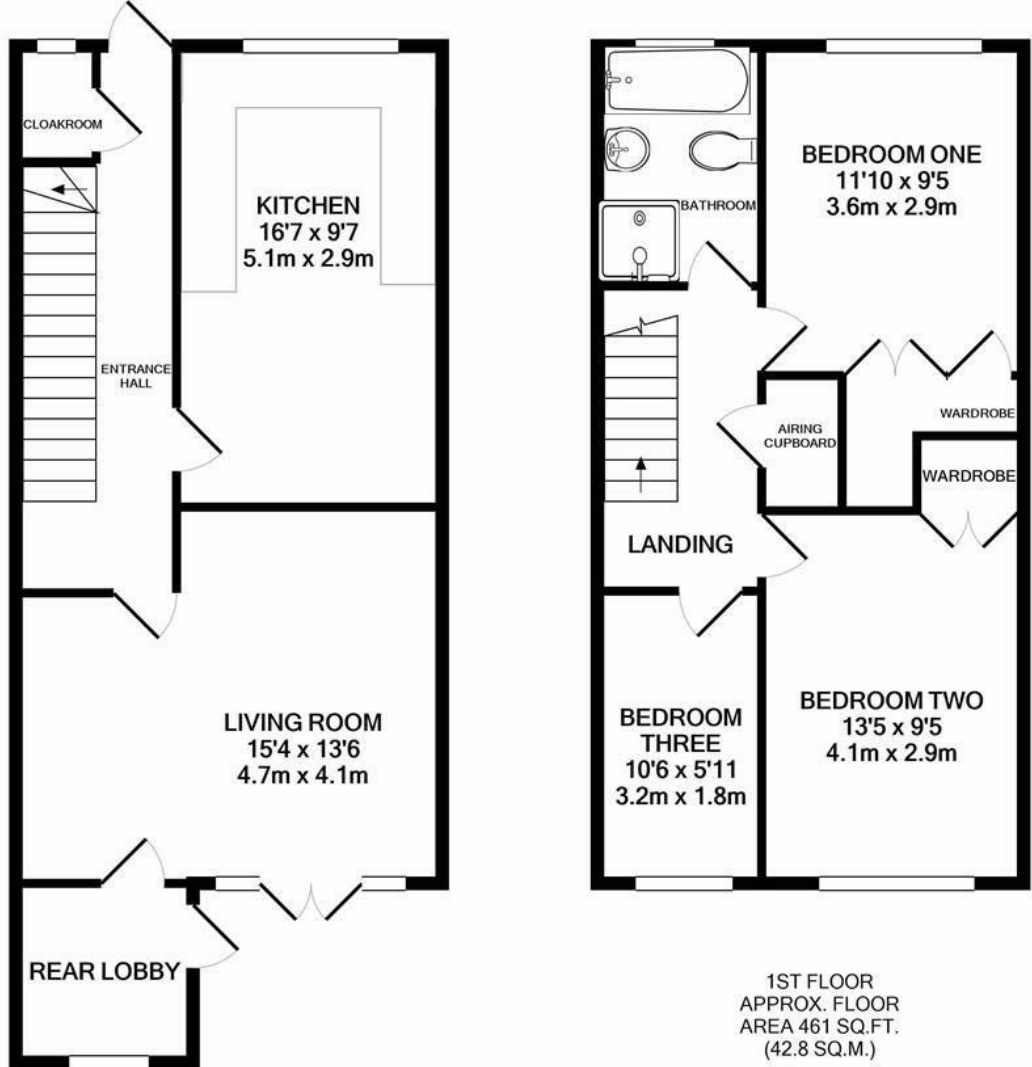 CLOAKROOM
KITCHEN
16'7 x 9'7
5.1m x 2.9m
ENTRANCE
HALL
LIVING ROOM
15'4 x 13'6
4.7m x 4.1m
REAR LOBBY
BATHROOM
BEDROOM ONE
11'10 x 9'5
3.6m x 2.9m
WARDROBE
AIRING
CUPBOARD
WARDROBE
LANDING
BEDROOM TWO
13'5 x 9'5
4.1m x 2.9m
BEDROOM
THREE
10'6 x 5'11
3.2m x 1.8m
1ST FLOOR
APPROX. FLOOR
AREA 461 SQ.FT.
(42.8 SQ.M.)